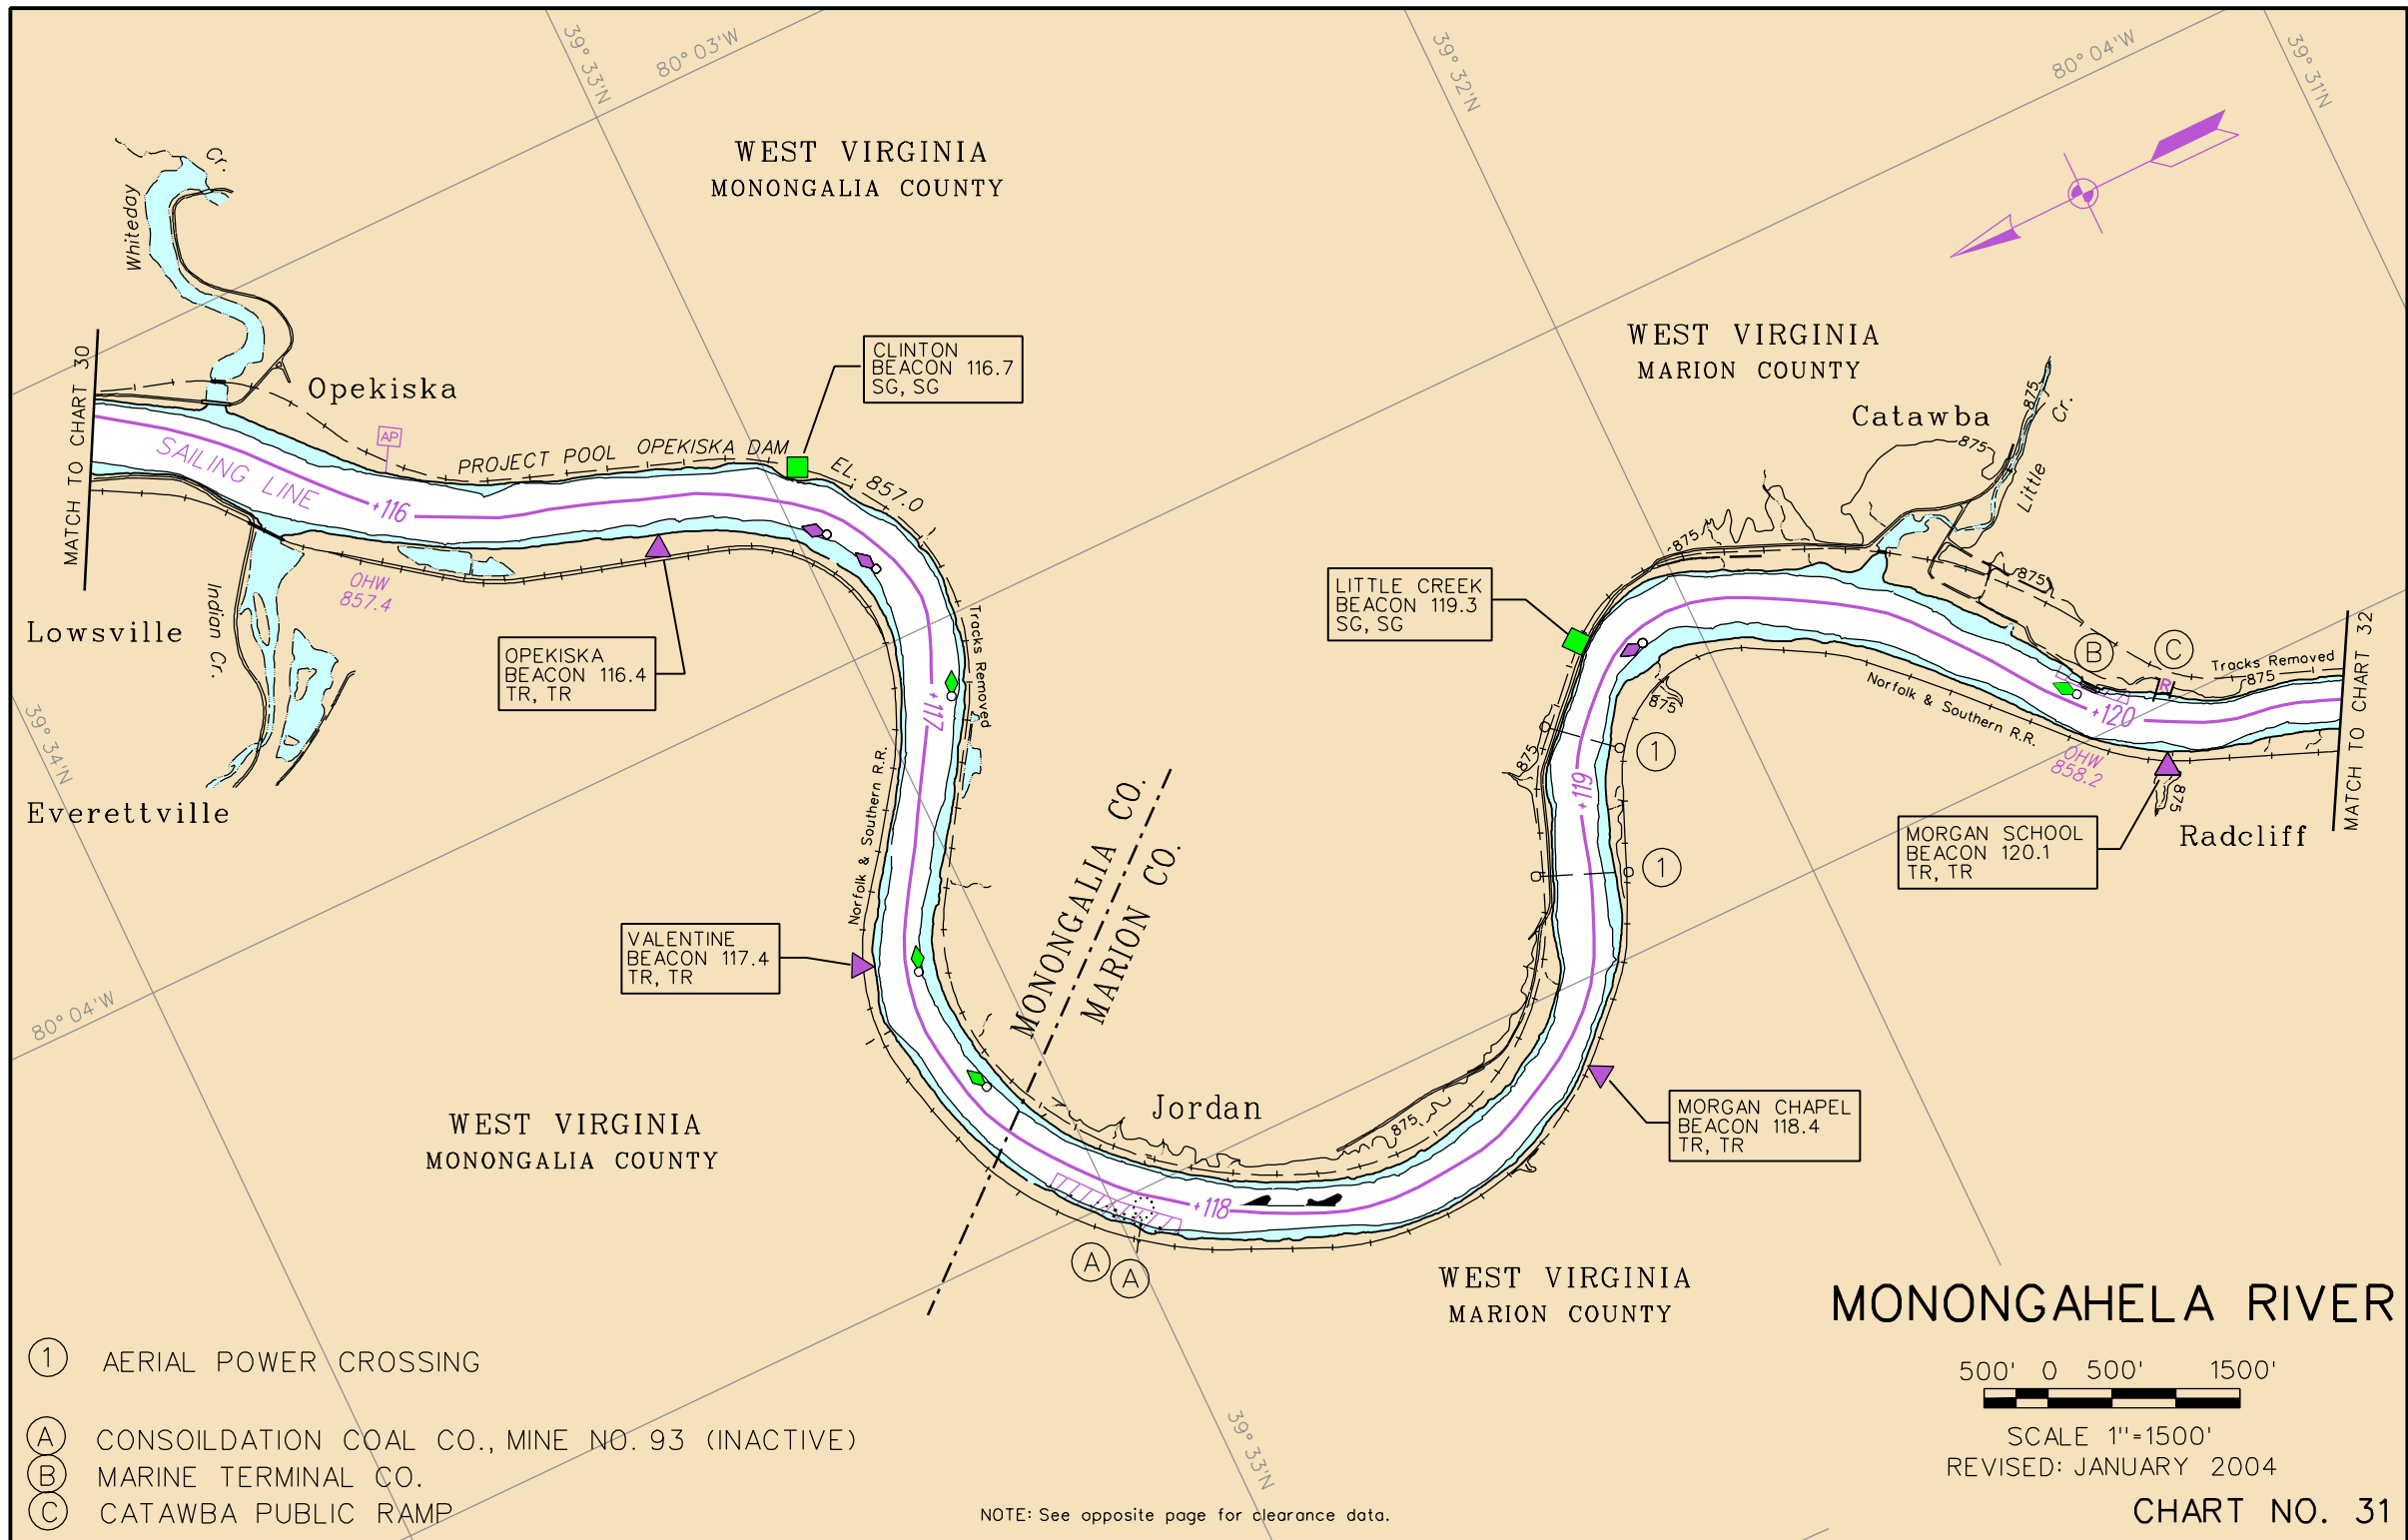 39° 33'N
80° 03'W
39° 32'N
80° 04'W
39° 31'N
WEST VIRGINIA
MONONGALIA COUNTY
Whiteday
Cr.
MATCH TO CHART 30
Opekiska
SAILING LINE
AP
+116
PROJECT POOL OPEKISKA DAM
EL. 857.0
CLINTON
BEACON 116.7
SG, SG
OHW
857.4
Indian Cr.
Lowsville
Everettville
39° 34'N
80° 04'W
OPEKISKA
BEACON 116.4
TR, TR
Tracks Removed
+117
Norfolk & Southern R.R.
VALENTINE
BEACON 117.4
TR, TR
MONONGALIA CO.
MARION CO.
WEST VIRGINIA
MONONGALIA COUNTY
Jordan
+118
A
A
875
WEST VIRGINIA
MARION COUNTY
MORGAN CHAPEL
BEACON 118.4
TR, TR
1
1
+119
875
875
LITTLE CREEK
BEACON 119.3
SG, SG
WEST VIRGINIA
MARION COUNTY
Catawba
875
875
875
875
Little
Cr.
B
C
R
Tracks Removed
875
Norfolk & Southern R.R.
+120
OHW
858.2
875
MORGAN SCHOOL
BEACON 120.1
TR, TR
Radcliff
MATCH TO CHART 32
1 AERIAL POWER CROSSING
A CONSOILDATION COAL CO., MINE NO. 93 (INACTIVE)
B MARINE TERMINAL CO.
C CATAWBA PUBLIC RAMP
39° 33'N
NOTE: See opposite page for clearance data.
MONONGAHELA RIVER
500' 0 500' 1500'
SCALE 1"=1500'
REVISED: JANUARY 2004
CHART NO. 31